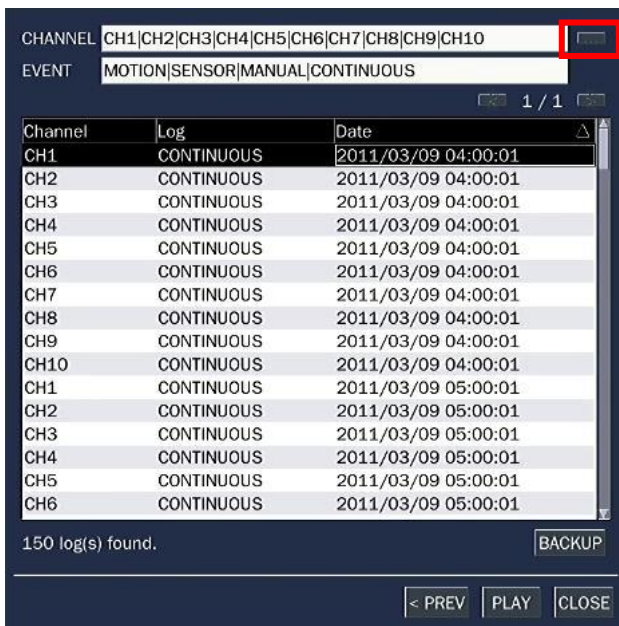 CHANNEL CH1|CH2|CH3|CH4|CH5|CH6|CH7|CH8|CH9|CH10
EVENT MOTION|SENSOR|MANUAL|CONTINUOUS
1 / 1
Channel Log Date
CH1 CONTINUOUS 2011/03/09 04:00:01
CH2 CONTINUOUS 2011/03/09 04:00:01
CH3 CONTINUOUS 2011/03/09 04:00:01
CH4 CONTINUOUS 2011/03/09 04:00:01
CH5 CONTINUOUS 2011/03/09 04:00:01
CH6 CONTINUOUS 2011/03/09 04:00:01
CH7 CONTINUOUS 2011/03/09 04:00:01
CH8 CONTINUOUS 2011/03/09 04:00:01
CH9 CONTINUOUS 2011/03/09 04:00:01
CH10 CONTINUOUS 2011/03/09 04:00:01
CH1 CONTINUOUS 2011/03/09 05:00:01
CH2 CONTINUOUS 2011/03/09 05:00:01
CH3 CONTINUOUS 2011/03/09 05:00:01
CH4 CONTINUOUS 2011/03/09 05:00:01
CH5 CONTINUOUS 2011/03/09 05:00:01
CH6 CONTINUOUS 2011/03/09 05:00:01
150 log(s) found. BACKUP
< PREV PLAY CLOSE